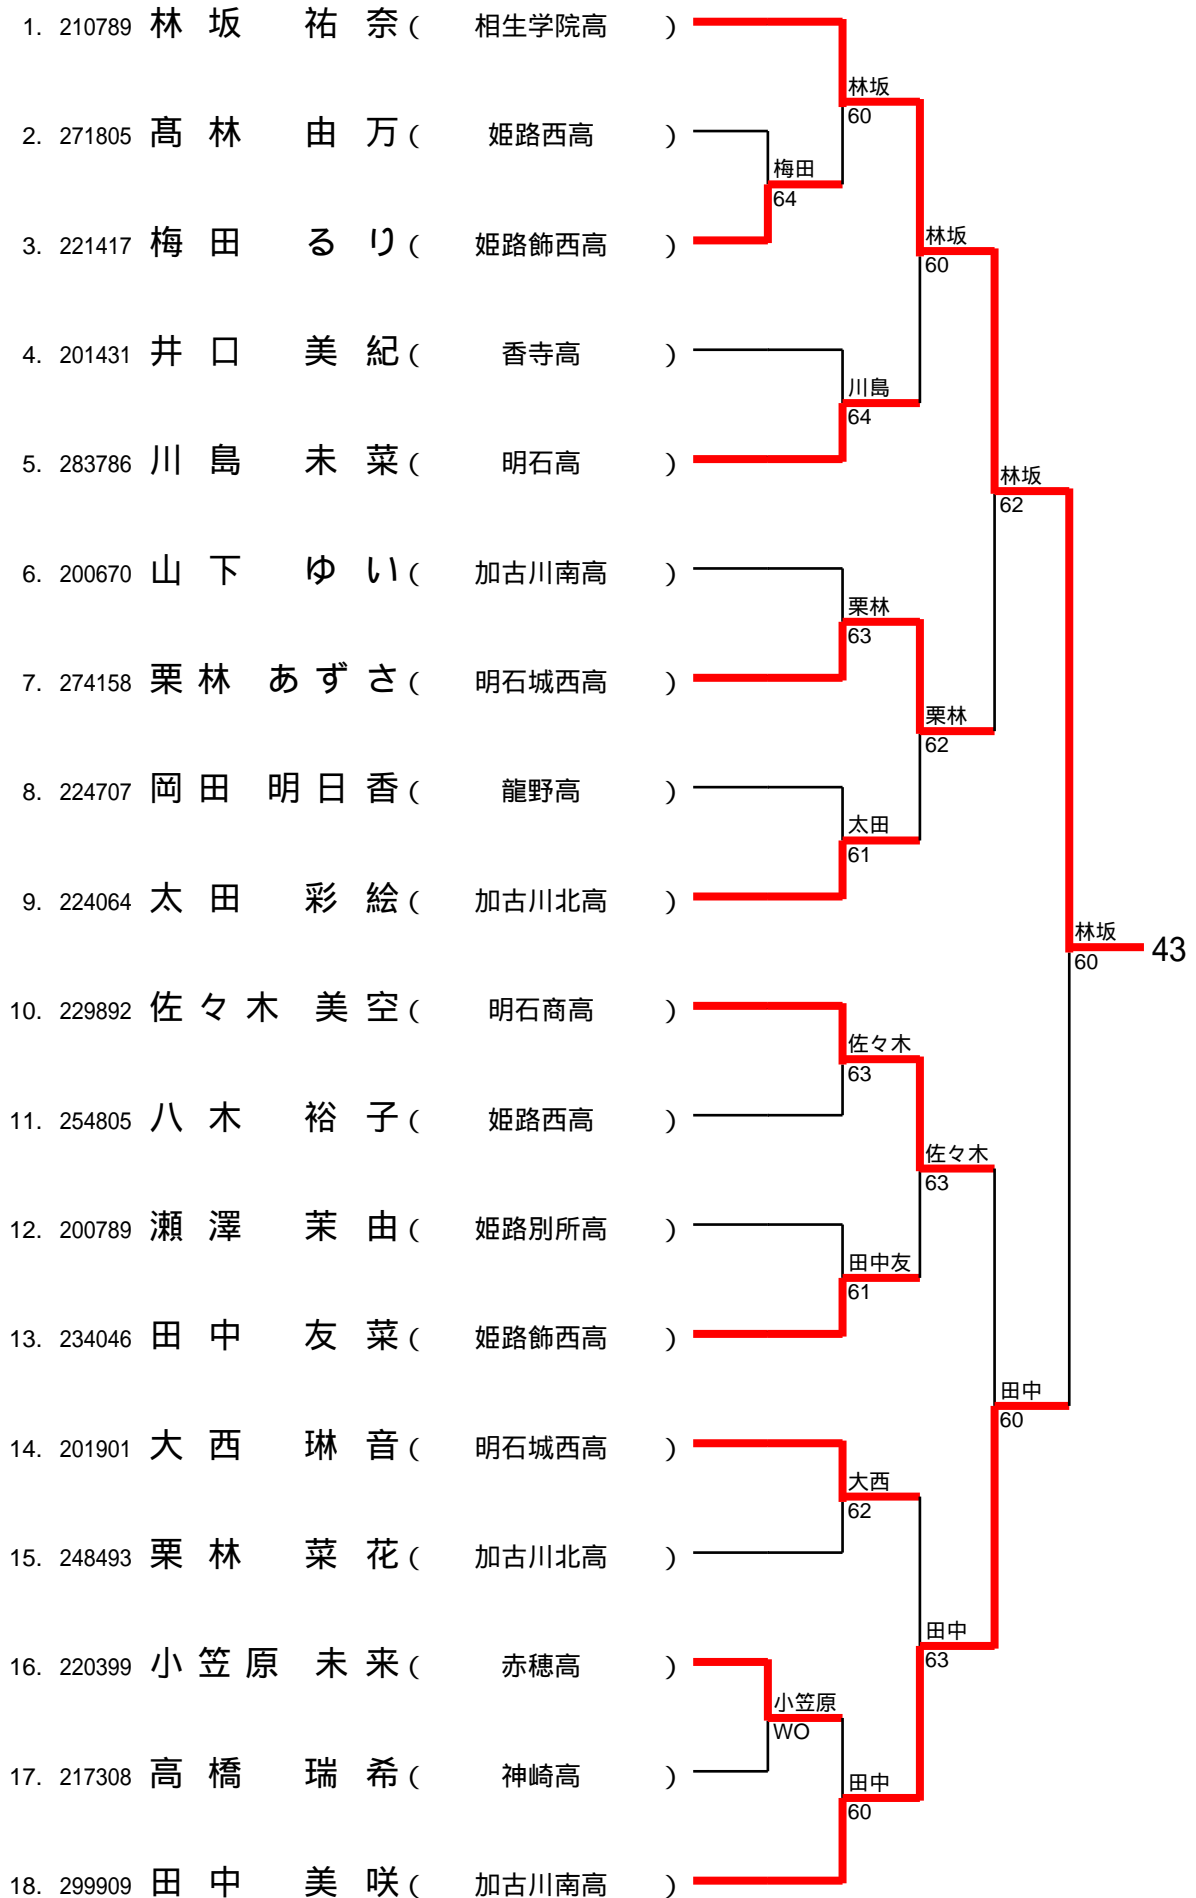 1. 210789 林坂 祐奈 ( 相生学院高 )
林坂
60
2. 271805 髙林 由万 ( 姫路西高 )
梅田
64
3. 221417 梅田 るり ( 姫路飾西高 )
林坂
60
4. 201431 井口 美紀 ( 香寺高 )
川島
64
5. 283786 川島 未菜 ( 明石高 )
林坂
62
6. 200670 山下 ゆい ( 加古川南高 )
栗林
63
7. 274158 栗林 あずさ ( 明石城西高 )
栗林
62
8. 224707 岡田 明日香 ( 龍野高 )
太田
61
9. 224064 太田 彩絵 ( 加古川北高 )
林坂
60
43
10. 229892 佐々木 美空 ( 明石商高 )
佐々木
63
11. 254805 八木 裕子 ( 姫路西高 )
佐々木
63
12. 200789 瀬澤 茉由 ( 姫路別所高 )
田中友
61
13. 234046 田中 友菜 ( 姫路飾西高 )
田中
60
14. 201901 大西 琳音 ( 明石城西高 )
大西
62
15. 248493 栗林 菜花 ( 加古川北高 )
田中
63
16. 220399 小笠原 未来 ( 赤穂高 )
小笠原
WO
17. 217308 高橋 瑞希 ( 神崎高 )
田中
60
18. 299909 田中 美咲 ( 加古川南高 )